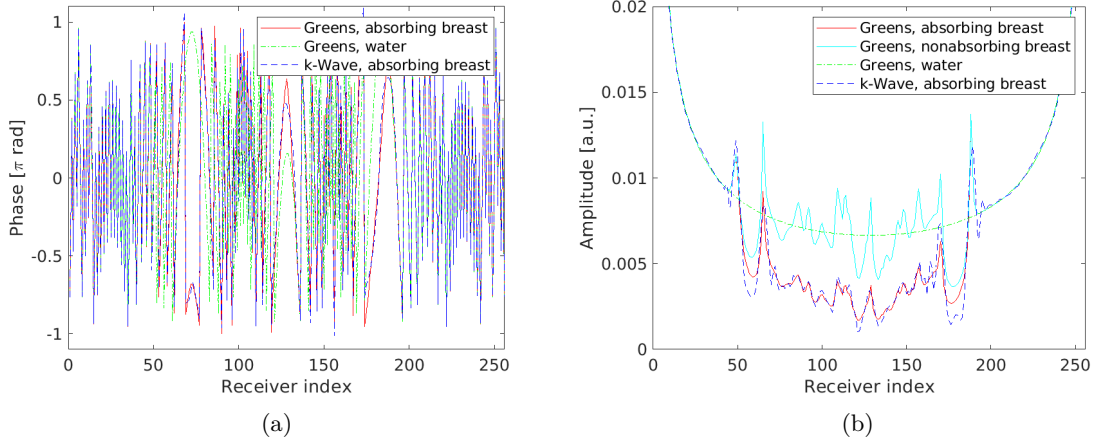 1
0.5
0
-0.5
-1
Phase [π rad]
0 50 100 150 200 250
Receiver index
Greens, absorbing breast
Greens, water
k-Wave, absorbing breast
(a)
0.02
0.015
0.01
0.005
0
Amplitude [a.u.]
0 50 100 150 200 250
Receiver index
Greens, absorbing breast
Greens, nonabsorbing breast
Greens, water
k-Wave, absorbing breast
(b)